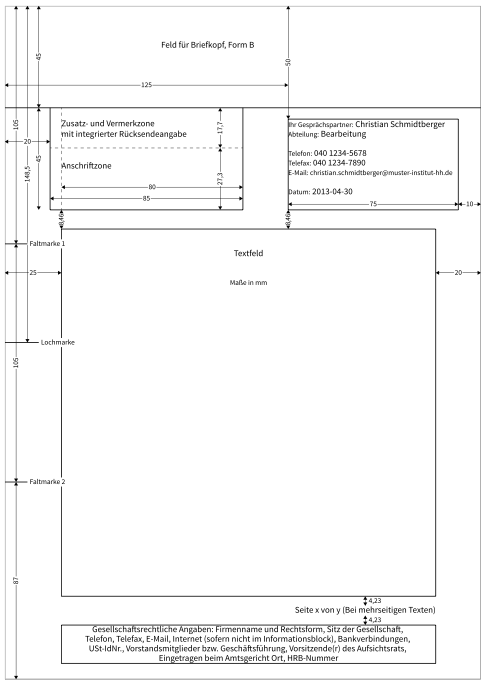 Feld für Briefkopf, Form B
45
50
125
105
Zusatz- und Vermerkzone
mit integrierter Rücksendeangabe
17,7
20
148,5
45
Anschriftzone
27,3
80
85
Ihr Gesprächspartner: Christian Schmidtberger
Abteilung: Bearbeitung
Telefon: 040 1234-5678
Telefax: 040 1234-7890
E-Mail: christian.schmidtberger@muster-institut-hh.de
Datum: 2013-04-30
75
10
8,46
8,46
Faltmarke 1
Textfeld
25
20
Maße in mm
Lochmarke
105
Faltmarke 2
87
4,23
Seite x von y (Bei mehrseitigen Texten)
4,23
Gesellschaftsrechtliche Angaben: Firmenname und Rechtsform, Sitz der Gesellschaft,
Telefon, Telefax, E-Mail, Internet (sofern nicht im Informationsblock), Bankverbindungen,
USt-IdNr., Vorstandsmitglieder bzw. Geschäftsführung, Vorsitzende(r) des Aufsichtsrats,
Eingetragen beim Amtsgericht Ort, HRB-Nummer